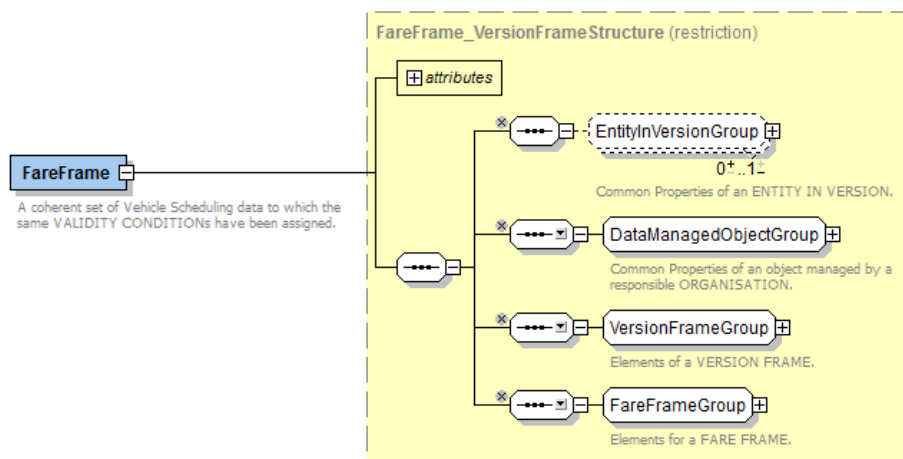 FareFrame_VersionFrameStructure (restriction)
attributes
EntityInVersionGroup
0..1
Common Properties of an ENTITY IN VERSION.
FareFrame
A coherent set of Vehicle Scheduling data to which the
same VALIDITY CONDITIONs have been assigned.
DataManagedObjectGroup
Common Properties of an object managed by a
responsible ORGANISATION.
VersionFrameGroup
Elements of a VERSION FRAME.
FareFrameGroup
Elements for a FARE FRAME.